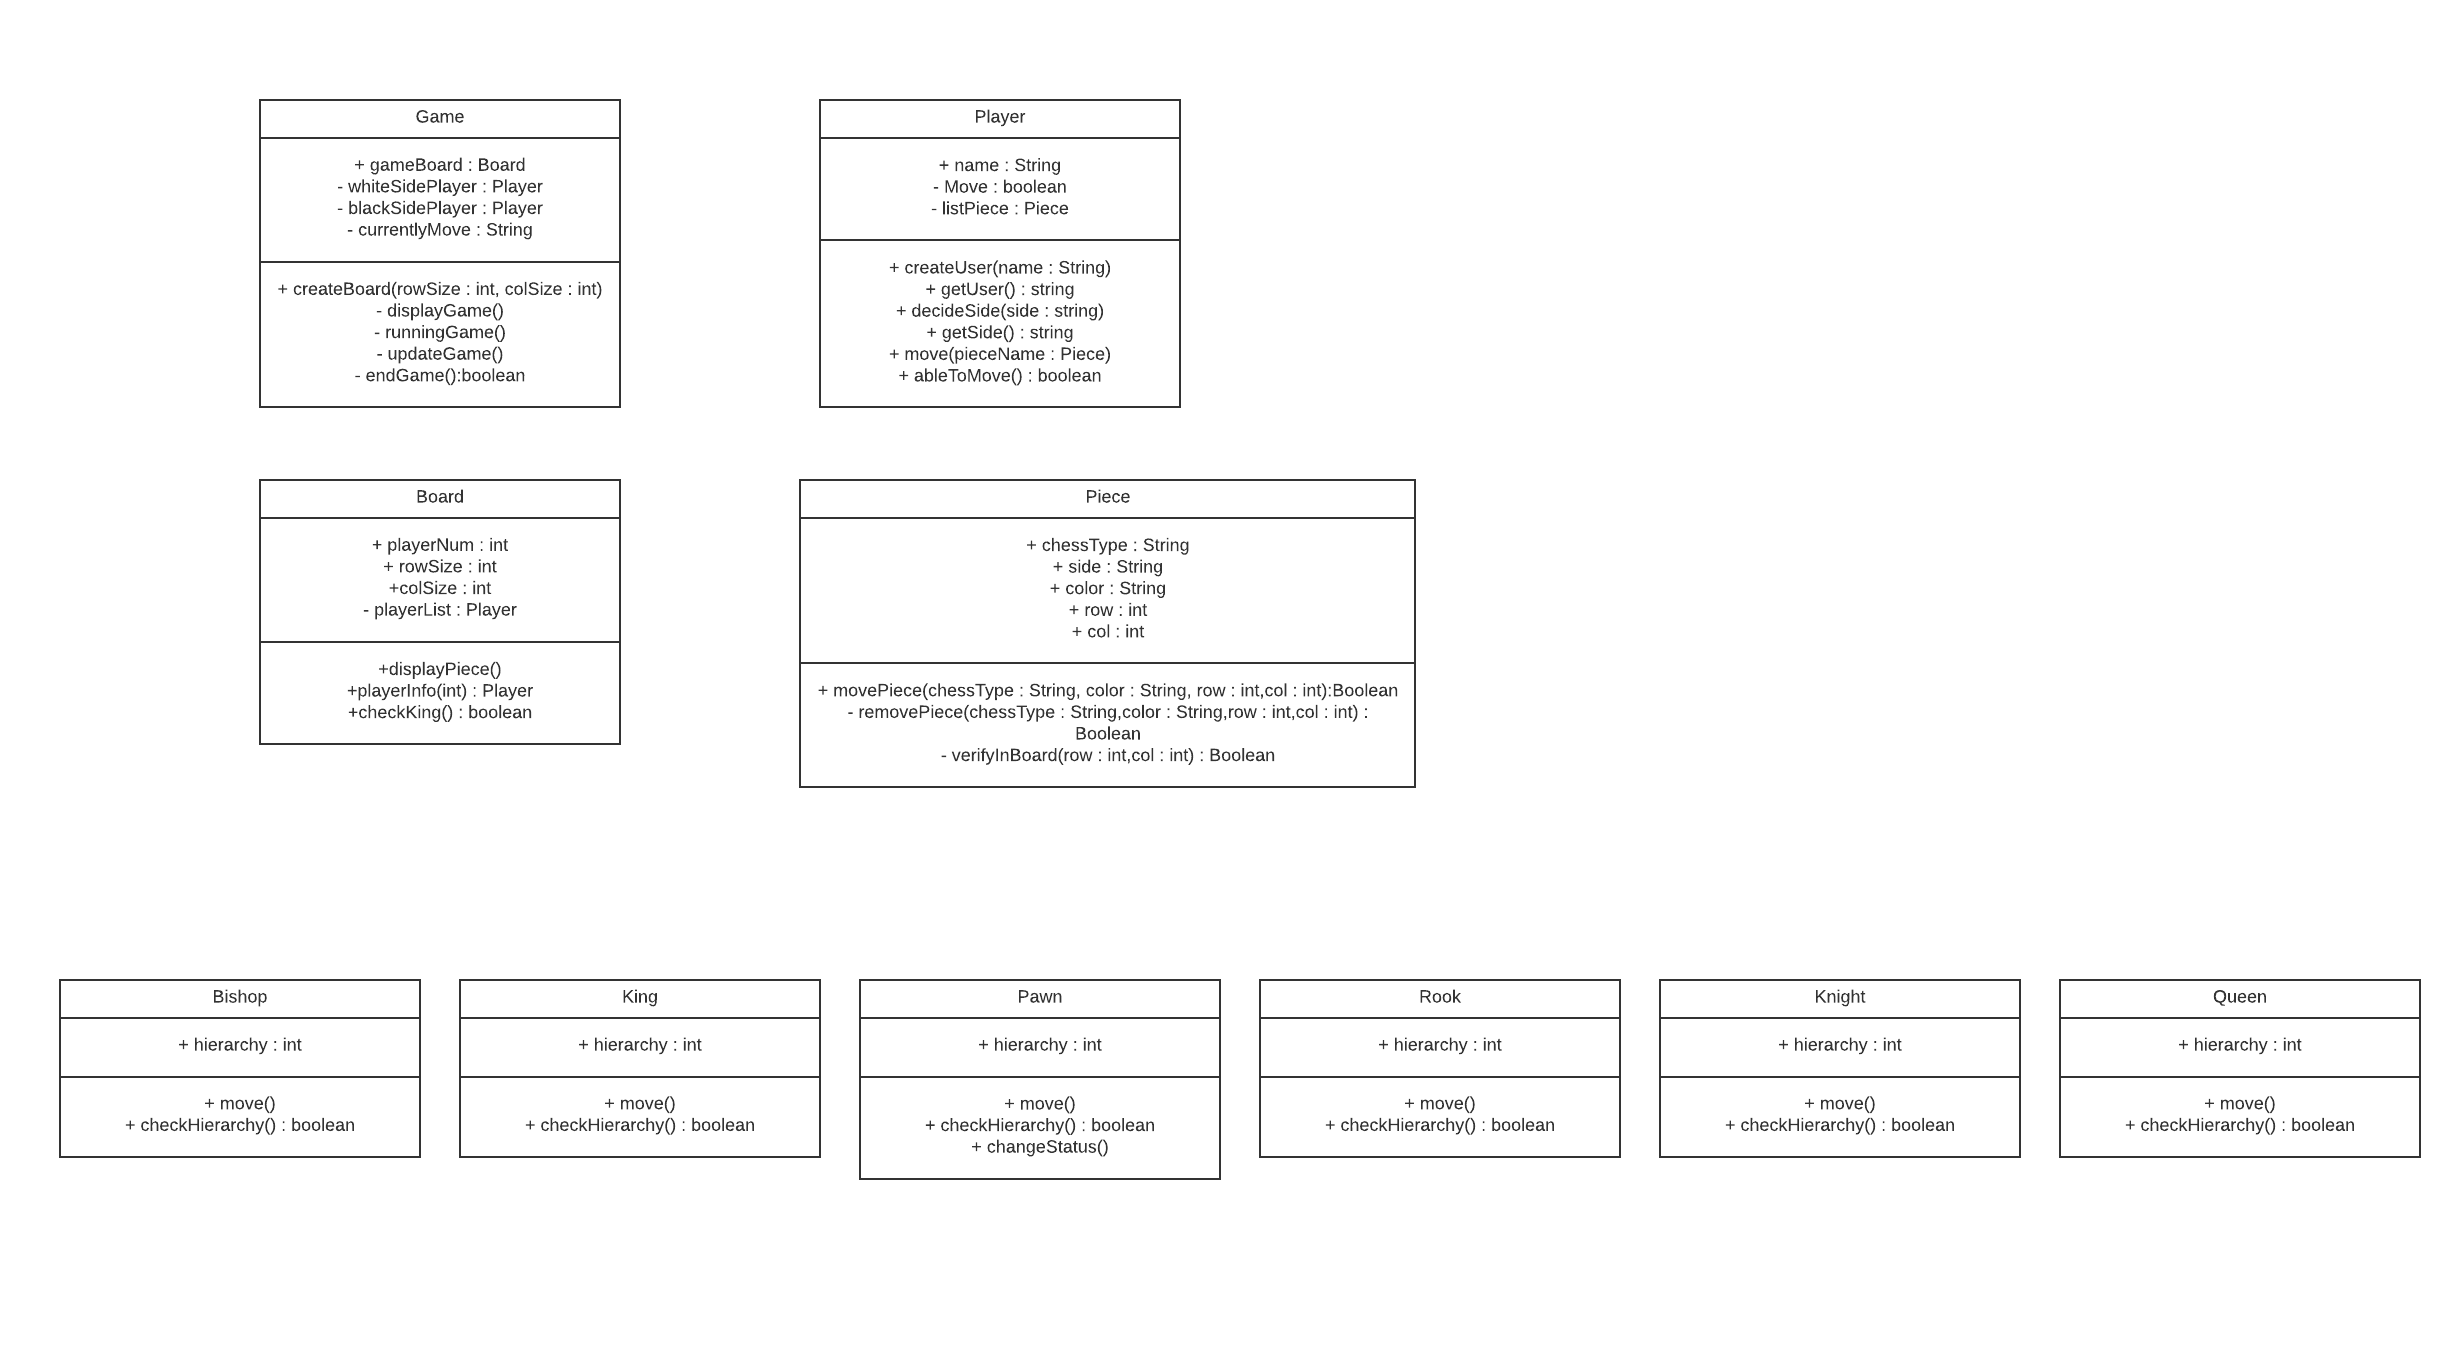 Game
+ gameBoard : Board
- whiteSidePlayer : Player
- blackSidePlayer : Player
- currentlyMove : String
+ createBoard(rowSize : int, colSize : int)
- displayGame()
- runningGame()
- updateGame()
- endGame():boolean
Player
+ name : String
- Move : boolean
- listPiece : Piece
+ createUser(name : String)
+ getUser() : string
+ decideSide(side : string)
+ getSide() : string
+ move(pieceName : Piece)
+ ableToMove() : boolean
Board
+ playerNum : int
+ rowSize : int
+colSize : int
- playerList : Player
+displayPiece()
+playerInfo(int) : Player
+checkKing() : boolean
Piece
+ chessType : String
+ side : String
+ color : String
+ row : int
+ col : int
+ movePiece(chessType : String, color : String, row : int,col : int):Boolean
- removePiece(chessType : String,color : String,row : int,col : int) :
Boolean
- verifyInBoard(row : int,col : int) : Boolean
Bishop
+ hierarchy : int
+ move()
+ checkHierarchy() : boolean
King
+ hierarchy : int
+ move()
+ checkHierarchy() : boolean
Pawn
+ hierarchy : int
+ move()
+ checkHierarchy() : boolean
+ changeStatus()
Rook
+ hierarchy : int
+ move()
+ checkHierarchy() : boolean
Knight
+ hierarchy : int
+ move()
+ checkHierarchy() : boolean
Queen
+ hierarchy : int
+ move()
+ checkHierarchy() : boolean